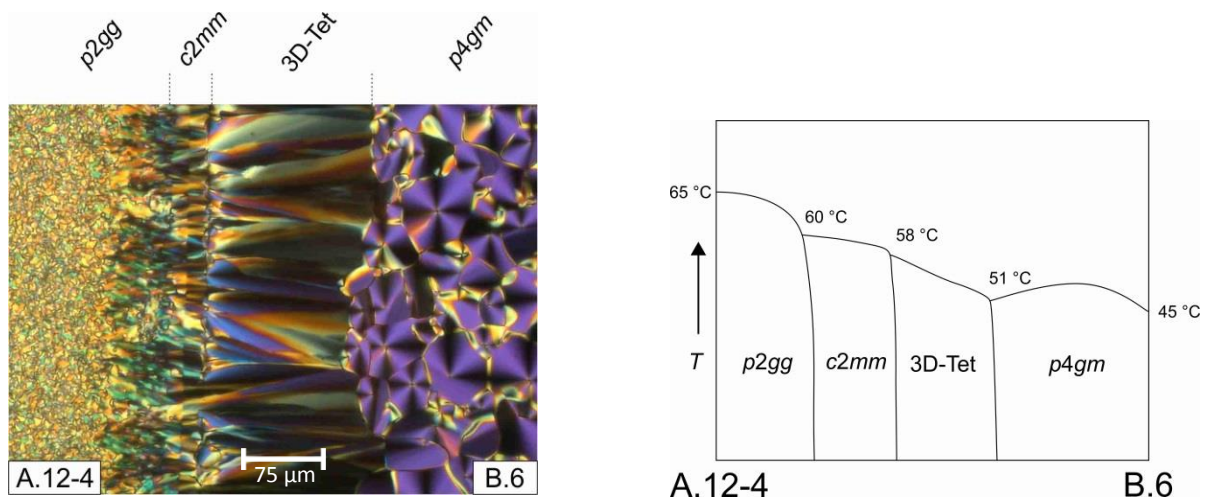 p2gg c2mm 3D-Tet p4gm
75 µm
A.12-4 B.6
65 °C
60 °C
58 °C
51 °C
45 °C
T p2gg c2mm 3D-Tet p4gm
A.12-4 B.6